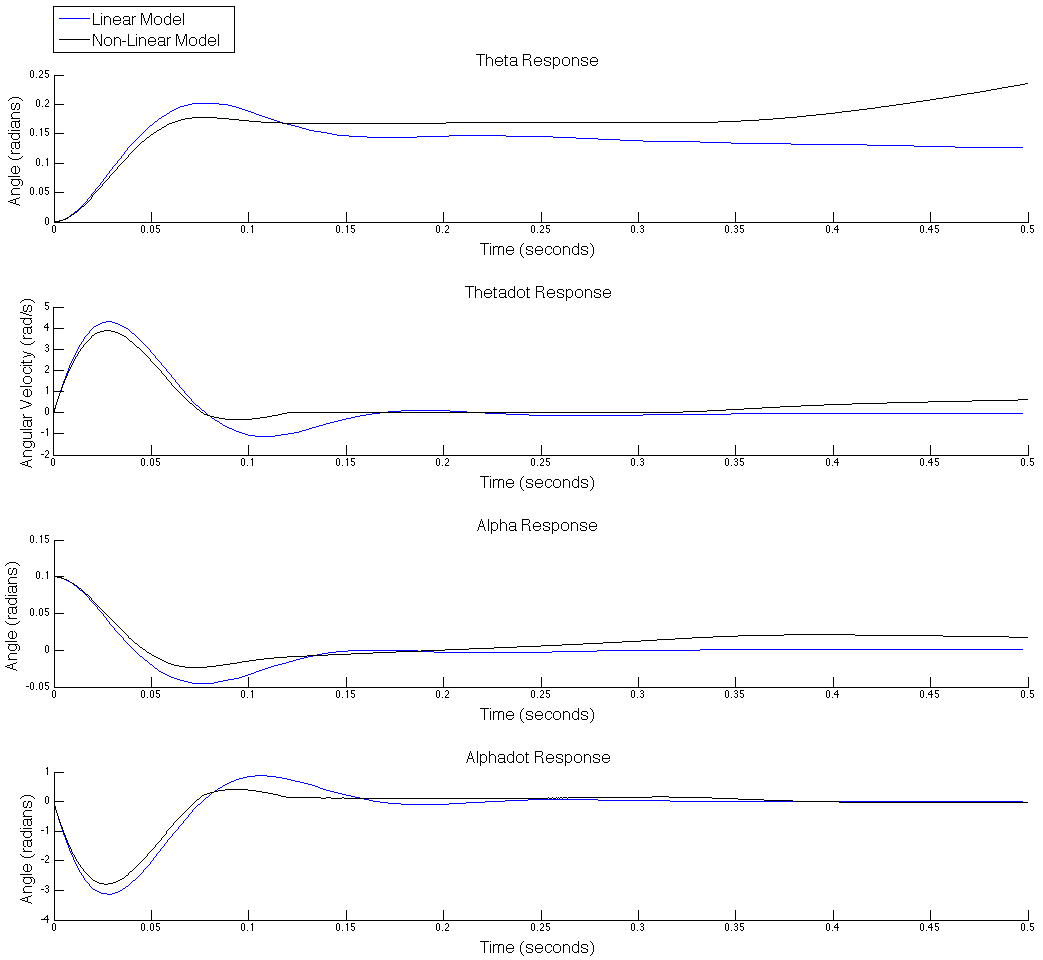 Linear Model
Non-Linear Model
Theta Response
Angle (radians)
0.25
0.2
0.15
0.1
0.05
0
0 0.05 0.1 0.15 0.2 0.25 0.3 0.35 0.4 0.45 0.5
Time (seconds)
Thetadot Response
Angular Velocity (rad/s)
5
4
3
2
1
0
-1
-2
0 0.05 0.1 0.15 0.2 0.25 0.3 0.35 0.4 0.45 0.5
Time (seconds)
Alpha Response
Angle (radians)
0.15
0.1
0.05
0
-0.05
0 0.05 0.1 0.15 0.2 0.25 0.3 0.35 0.4 0.45 0.5
Time (seconds)
Alphadot Response
Angle (radians)
1
0
-1
-2
-3
-4
0 0.05 0.1 0.15 0.2 0.25 0.3 0.35 0.4 0.45 0.5
Time (seconds)